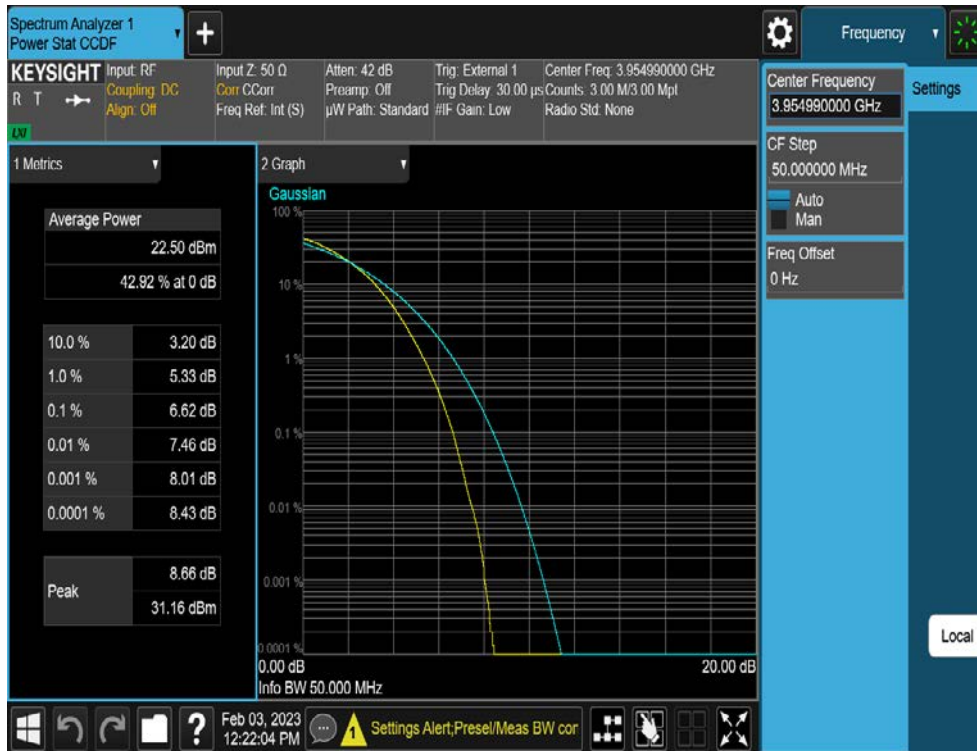 Spectrum Analyzer 1
Power Stat CCDF
+
Frequency
KEYSIGHT
R T
LXI
Input: RF
Coupling: DC
Align: Off
Input Z: 50 Ω
Corr CCorr
Freq Ref: Int (S)
Atten: 42 dB
Preamp: Off
µW Path: Standard
Trig: External 1
Trig Delay: 30.00 µs
#IF Gain: Low
Center Freq: 3.954990000 GHz
Counts: 3.00 M/3.00 Mpt
Radio Std: None
Center Frequency
3.954990000 GHz
Settings
CF Step
50.000000 MHz
Auto
Man
Freq Offset
0 Hz
Local
1 Metrics
Average Power
22.50 dBm
42.92 % at 0 dB
10.0 % 3.20 dB
1.0 % 5.33 dB
0.1 % 6.62 dB
0.01 % 7.46 dB
0.001 % 8.01 dB
0.0001 % 8.43 dB
Peak
8.66 dB
31.16 dBm
2 Graph
Gaussian
100 %
10 %
1 %
0.1 %
0.01 %
0.001 %
0.0001 %
0.00 dB 20.00 dB
Info BW 50.000 MHz
?
Feb 03, 2023
12:22:04 PM
1
Settings Alert;Presel/Meas BW cor